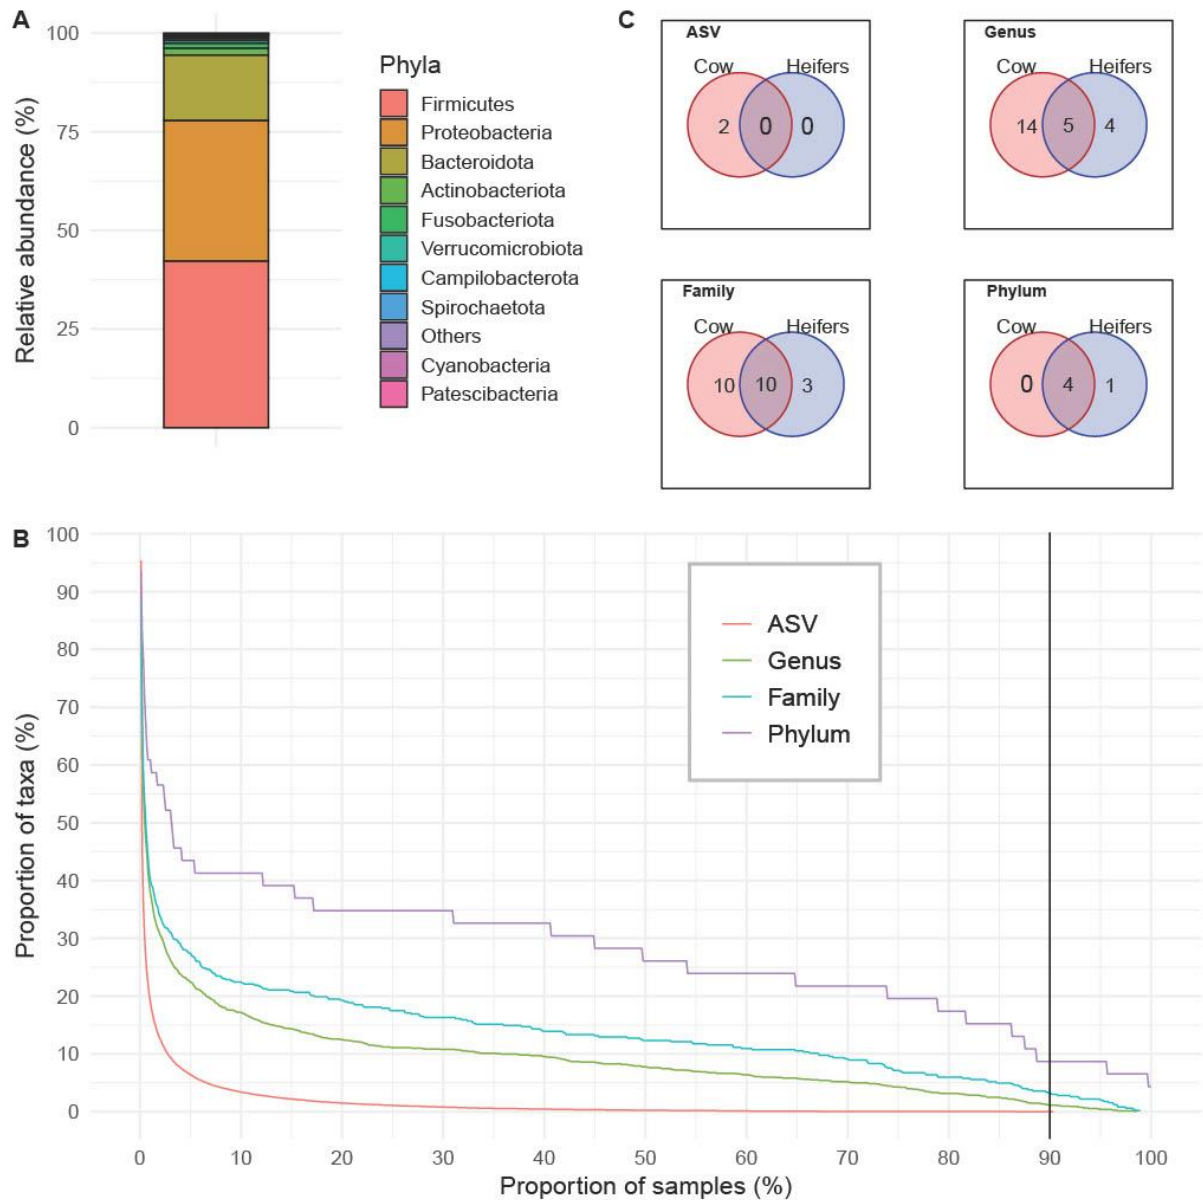 A
100
75
50
25
0
Relative abundance (%)
Phyla
Firmicutes
Proteobacteria
Bacteroidota
Actinobacteriota
Fusobacteriota
Verrucomicrobiota
Campilobacterota
Spirochaetota
Others
Cyanobacteria
Patescibacteria
C
ASV
Cow Heifers
2 0 0
Genus
Cow Heifers
14 5 4
Family
Cow Heifers
10 10 3
Phylum
Cow Heifers
0 4 1
B
100
90
80
70
60
50
40
30
20
10
0
Proportion of taxa (%)
ASV
Genus
Family
Phylum
0 10 20 30 40 50 60 70 80 90 100
Proportion of samples (%)